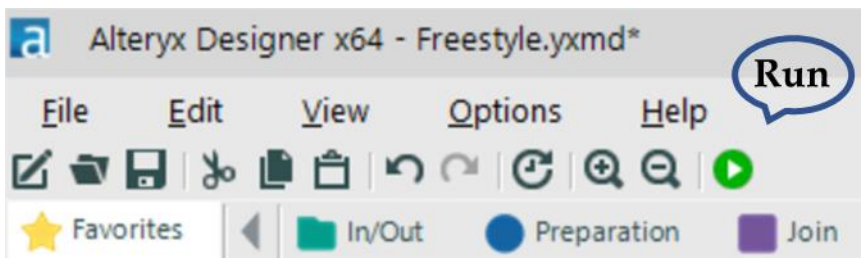 Alteryx Designer x64 - Freestyle.yxmd*
Run
File Edit View Options Help
Favorites In/Out Preparation Join